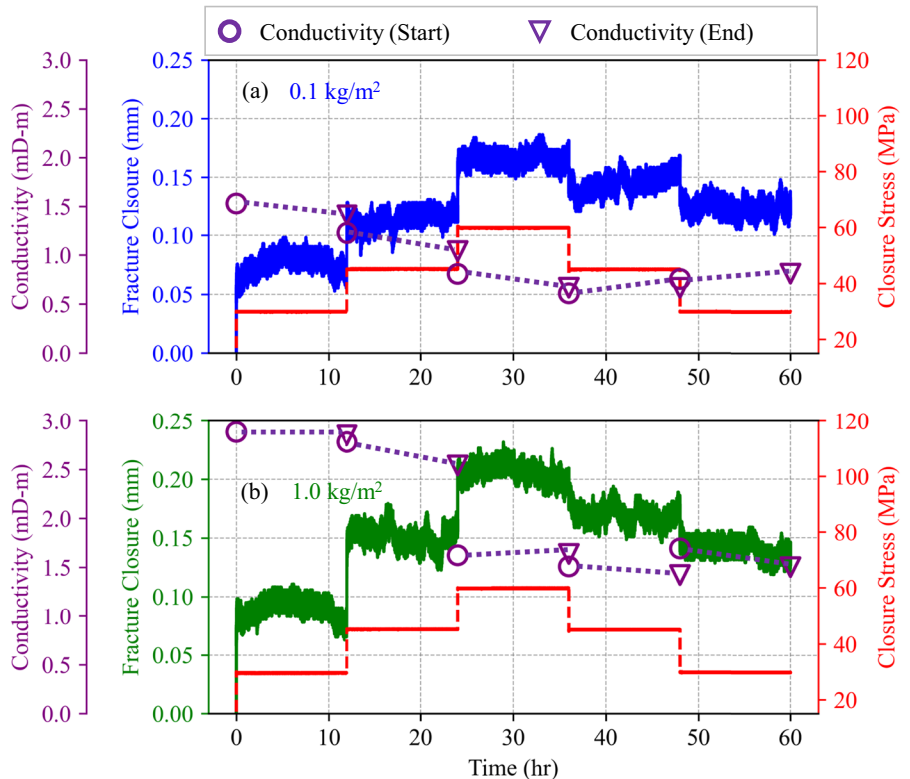 Conductivity (Start) Conductivity (End)
3.0 0.25 120
(a) 0.1 kg/m²
2.5 0.20 100
2.0 80
0.15
1.5
60
0.10
1.0
40
0.5 0.05
20
0.0 0.00
0 10 20 30 40 50 60
Conductivity (mD-m)
Fracture Clsoure (mm)
Closure Stress (MPa)
3.0 0.25 120
2.5 100
0.20
(b) 1.0 kg/m²
2.0 80
0.15
1.5
60
0.10
1.0
40
0.5 0.05
20
0.0 0.00
0 10 20 30 40 50 60
Conductivity (mD-m)
Fracture Closure (mm)
Closure Stress (MPa)
Time (hr)